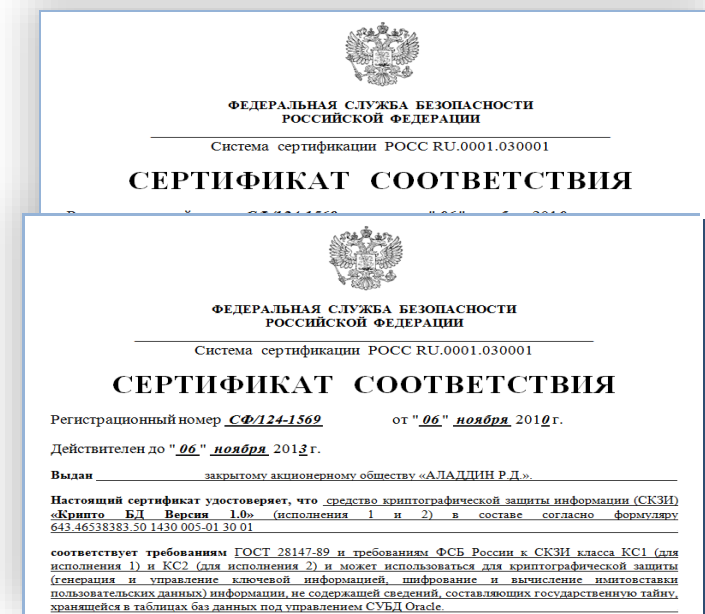 ФЕДЕРАЛЬНАЯ СЛУЖБА БЕЗОПАСНОСТИ
РОССИЙСКОЙ ФЕДЕРАЦИИ
Система сертификации РОСС RU.0001.030001
СЕРТИФИКАТ СООТВЕТСТВИЯ
ФЕДЕРАЛЬНАЯ СЛУЖБА БЕЗОПАСНОСТИ
РОССИЙСКОЙ ФЕДЕРАЦИИ
Система сертификации РОСС RU.0001.030001
СЕРТИФИКАТ СООТВЕТСТВИЯ
Регистрационный номер СФ/124-1569 от "06" ноября 2010 г.
Действителен до "06" ноября 2013 г.
Выдан закрытому акционерному обществу «АЛАДДИН Р.Д.».
Настоящий сертификат удостоверяет, что средство криптографической защиты информации (СКЗИ)
«Крипто БД Версия 1.0» (исполнения 1 и 2) в составе согласно формуляру
643.46538383.50 1430 005-01 30 01
соответствует требованиям ГОСТ 28147-89 и требованиям ФСБ России к СКЗИ класса КС1 (для
исполнения 1) и КС2 (для исполнения 2) и может использоваться для криптографической защиты
(генерация и управление ключевой информацией, шифрование и вычисление имитовставки
пользовательских данных) информации, не содержащей сведений, составляющих государственную тайну,
хранящейся в таблицах баз данных под управлением СУБД Oracle.